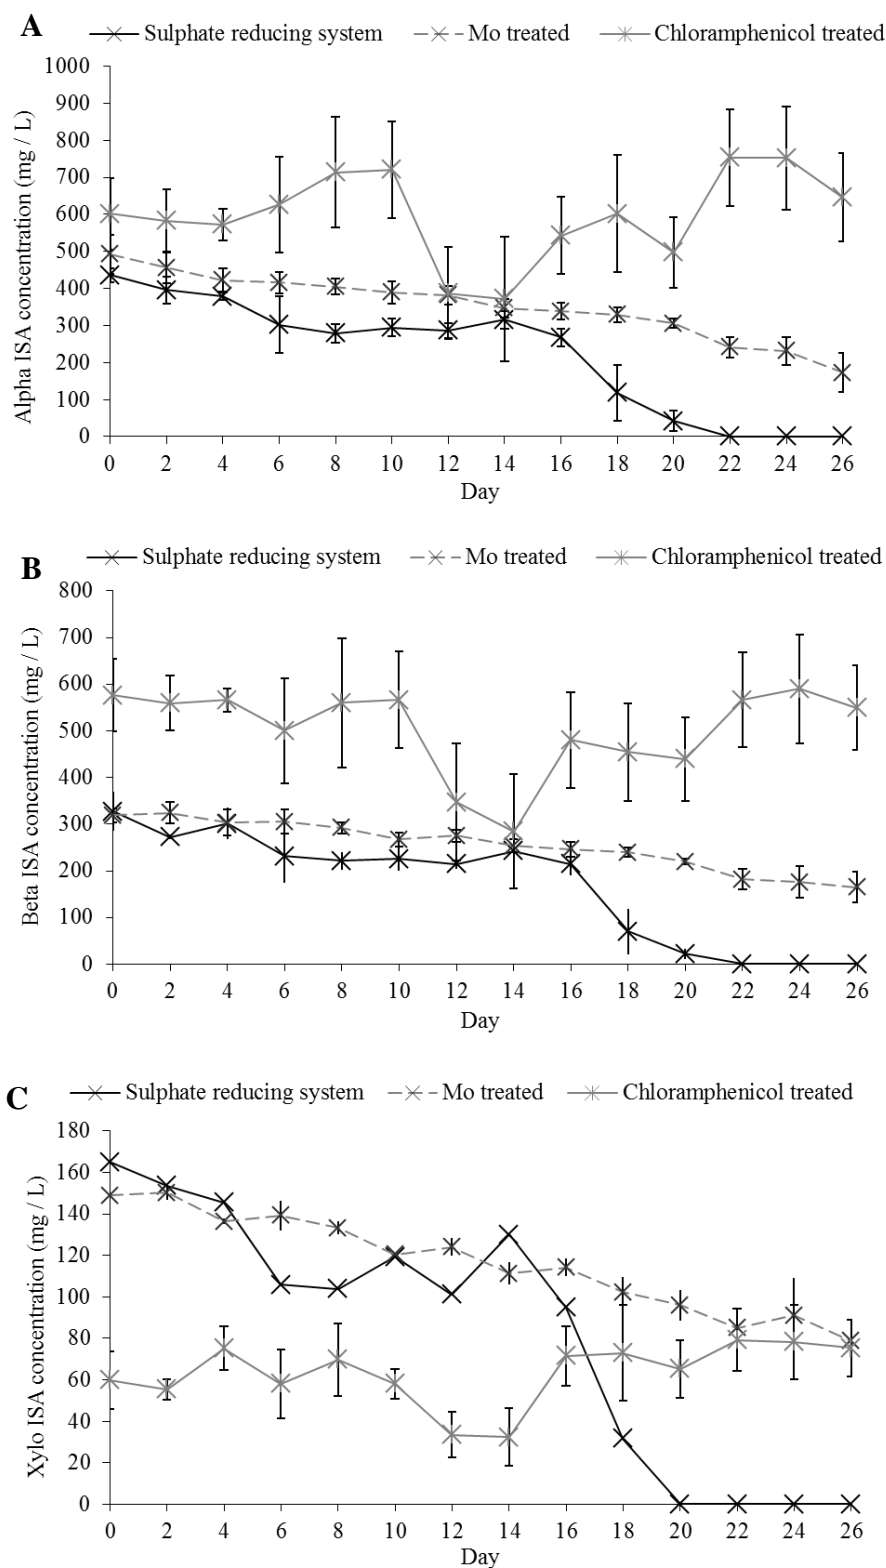 A
Sulphate reducing system Mo treated Chloramphenicol treated
Alpha ISA concentration (mg / L)
1000
900
800
700
600
500
400
300
200
100
0
0 2 4 6 8 10 12 14 16 18 20 22 24 26
Day
B
Sulphate reducing system Mo treated Chloramphenicol treated
Beta ISA concentration (mg / L)
800
700
600
500
400
300
200
100
0
0 2 4 6 8 10 12 14 16 18 20 22 24 26
Day
C
Sulphate reducing system Mo treated Chloramphenicol treated
Xylo ISA concentration (mg / L)
180
160
140
120
100
80
60
40
20
0
0 2 4 6 8 10 12 14 16 18 20 22 24 26
Day